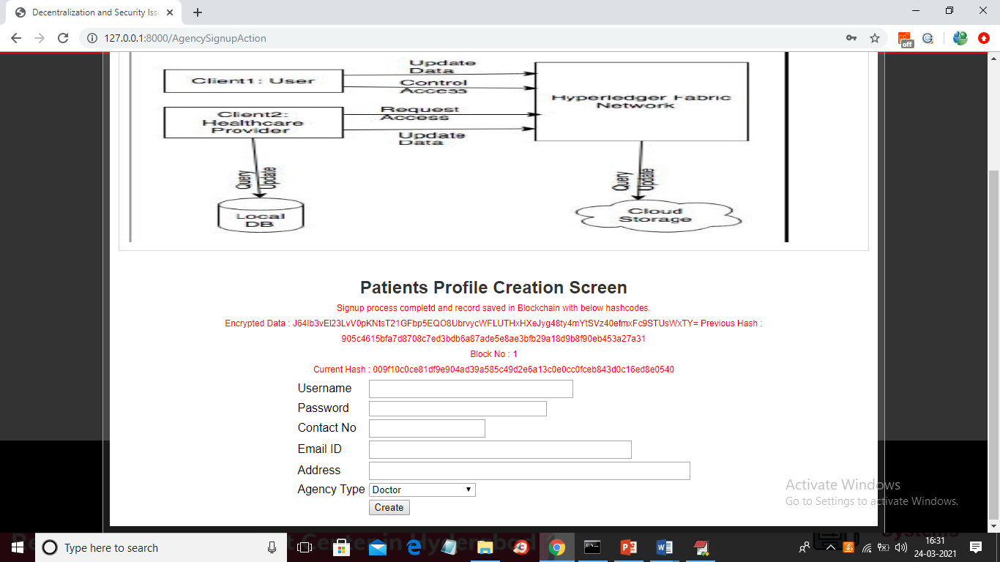 Decentralization and Security Iss
127.0.0.1:8000/AgencySignupAction
off
Update
Data
Client1: User
Control
Access
Hyperledger Fabric
Network
Client2:
Healthcare
Provider
Request
Access
Update
Data
Query
Update
Query
Update
Local
DB
Cloud
Storage
Patients Profile Creation Screen
Signup process completd and record saved in Blockchain with below hashcodes.
Encrypted Data : J64Ib3vEl23LvV0pKNtsT21GFbp5EQO8UbrvycWFLUTHxHXeJyg48ty4mYtSVz40efmxFc9STUsWxTY= Previous Hash :
905c4615bfa7d8708c7ed3bdb6a87ade5e8ae3bfb29a18d9b8f90eb453a27a31
Block No : 1
Current Hash : 009f10c0ce81df9e904ad39a585c49d2e6a13c0e0cc0fceb843d0c16ed8e0540
Username
Password
Contact No
Email ID
Address
Agency Type Doctor
Create
Activate Windows
Go to Settings to activate Windows.
Type here to search
16:31
24-03-2021